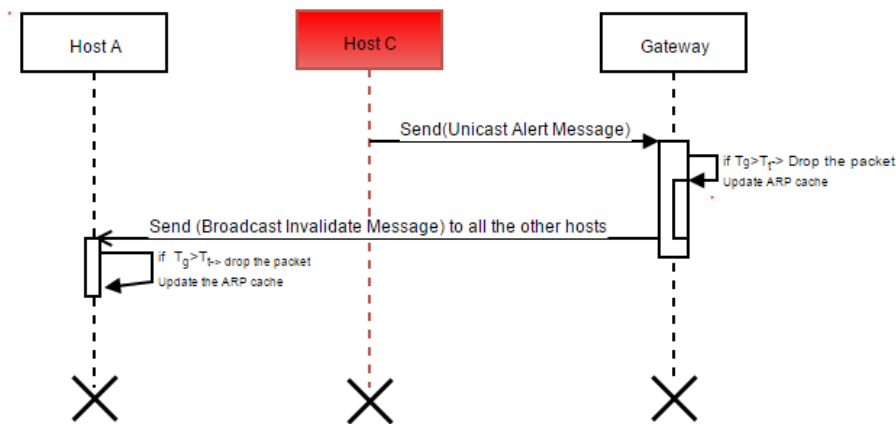 Host A
Host C
Gateway
Send(Unicast Alert Message)
if Tg>Tt-> Drop the packet
Update ARP cache
Send (Broadcast Invalidate Message) to all the other hosts
if Tg>Tt-> drop the packet
Update the ARP cache